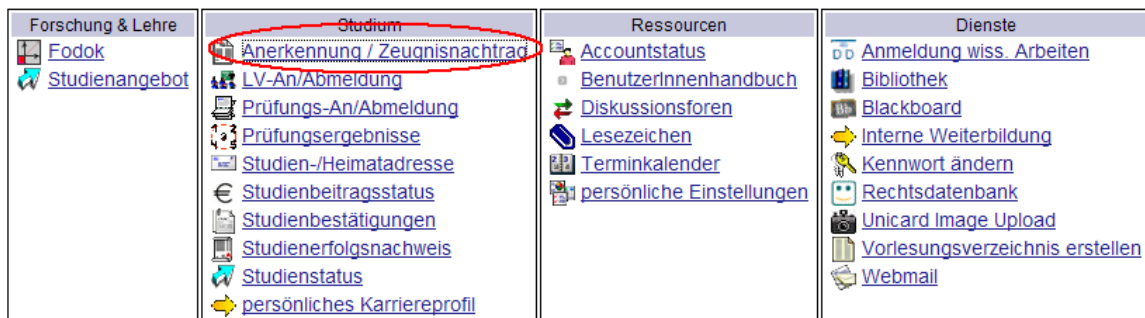 Forschung & Lehre
Fodok
Studienangebot
Studium
Anerkennung / Zeugnisnachtrag
LV-An/Abmeldung
Prüfungs-An/Abmeldung
Prüfungsergebnisse
Studien-/Heimatadresse
Studienbeitragsstatus
Studienbestätigungen
Studienerfolgsnachweis
Studienstatus
persönliches Karriereprofil
Ressourcen
Accountstatus
BenutzerInnenhandbuch
Diskussionsforen
Lesezeichen
Terminkalender
persönliche Einstellungen
Dienste
Anmeldung wiss. Arbeiten
Bibliothek
Blackboard
Interne Weiterbildung
Kennwort ändern
Rechtsdatenbank
Unicard Image Upload
Vorlesungsverzeichnis erstellen
Webmail